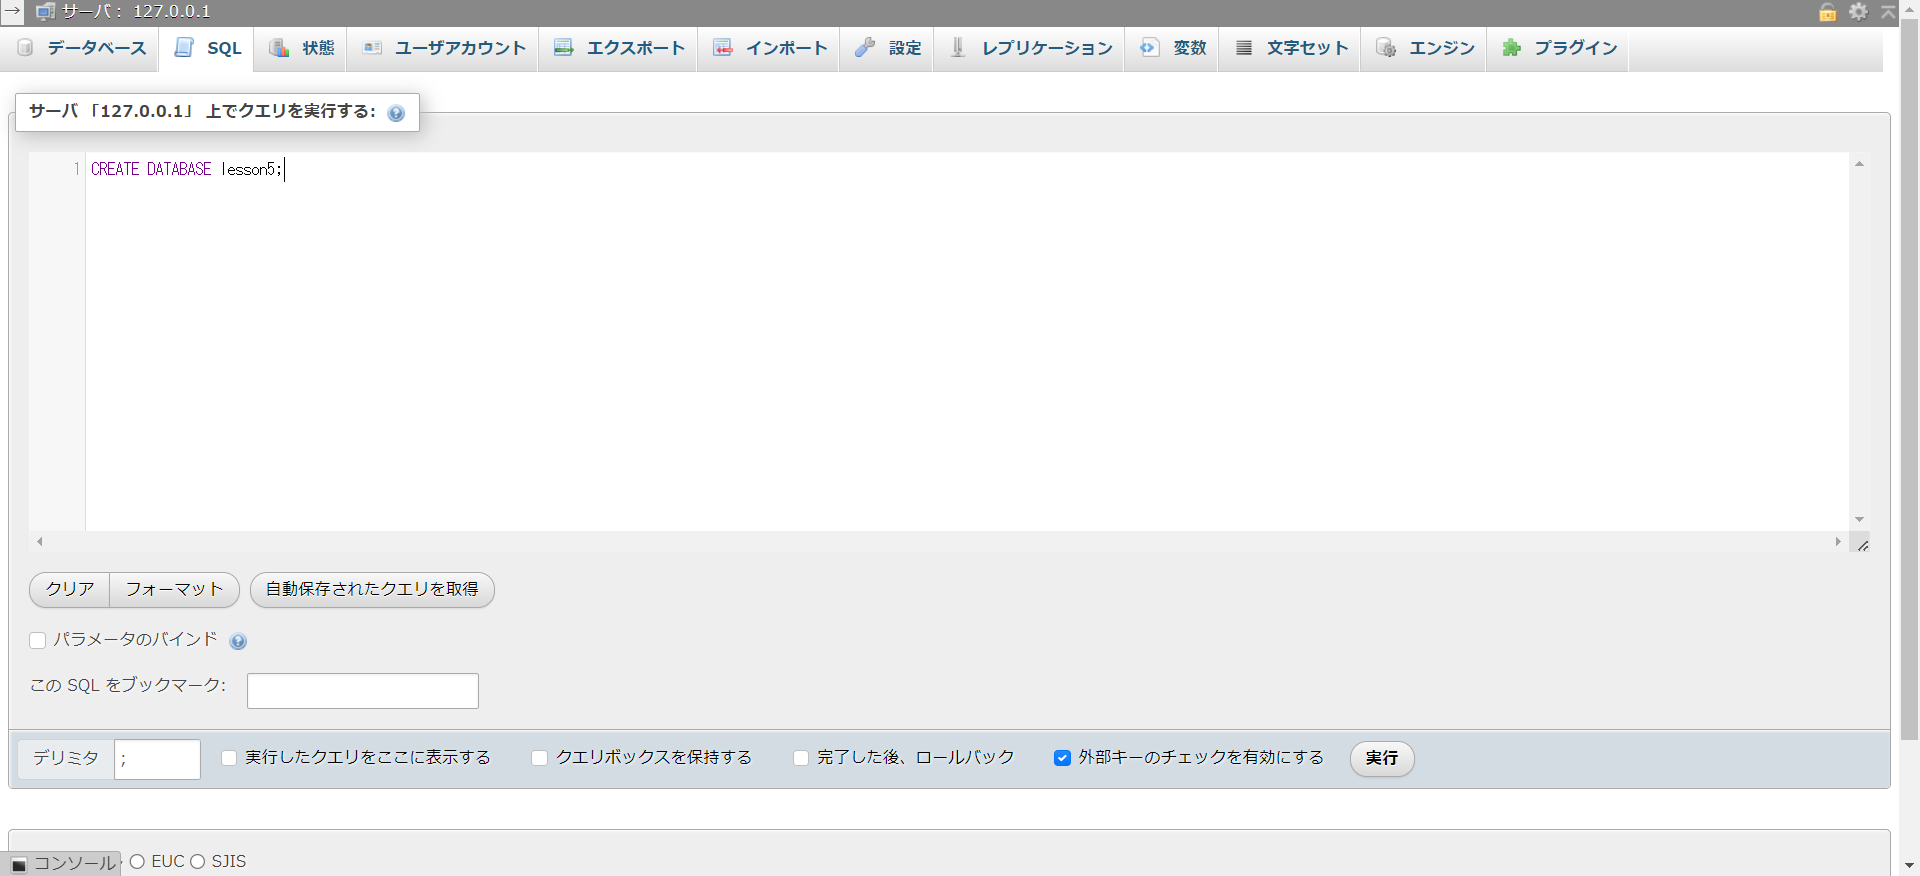 → サーバ: 127.0.0.1
データベース SQL 状態 ユーザアカウント エクスポート インポート 設定 レプリケーション 変数 文字セット エンジン プラグイン
サーバ「127.0.0.1」 上でクエリを実行する:
1 CREATE DATABASE lesson5;
クリア フォーマット 自動保存されたクエリを取得
パラメータのバインド
この SQL をブックマーク:
デリミタ ; 実行したクエリをここに表示する クエリボックスを保持する 完了した後、ロールバック 外部キーのチェックを有効にする 実行
コンソール EUC SJIS